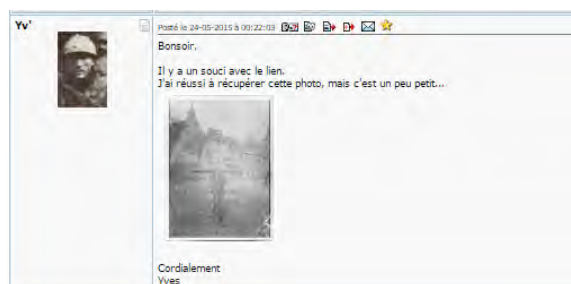 Yv'
Posté le 24-05-2015 à 00:22:03
Bonsoir,
Il y a un souci avec le lien.
J'ai réussi à récupérer cette photo, mais c'est un peu petit...
Cordialement
Yves